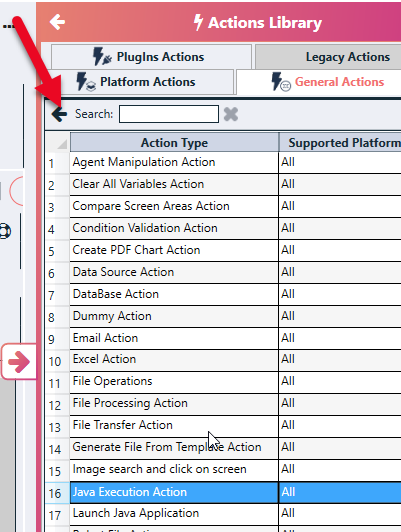 Actions Library
PlugIns Actions
Legacy Actions
Platform Actions
General Actions
Search:
Action Type Supported Platform
1 Agent Manipulation Action All
2 Clear All Variables Action All
3 Compare Screen Areas Action All
4 Condition Validation Action All
5 Create PDF Chart Action All
6 Data Source Action All
7 DataBase Action All
8 Dummy Action All
9 Email Action All
10 Excel Action All
11 File Operations All
12 File Processing Action All
13 File Transfer Action All
14 Generate File From Template Action All
15 Image search and click on screen All
16 Java Execution Action All
17 Launch Java Application All